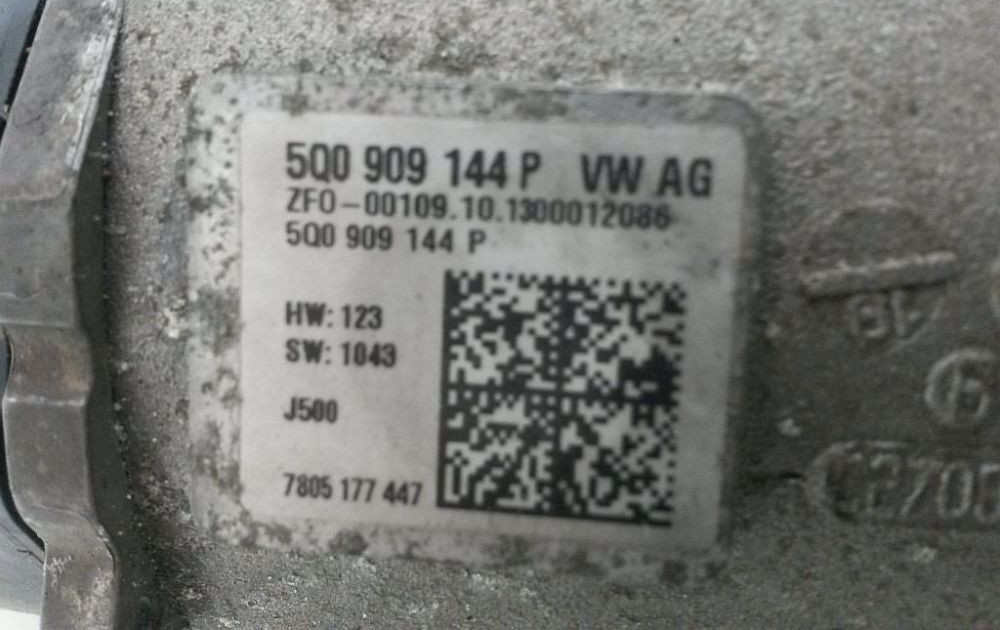 5Q0 909 144 P VW AG
ZFO-00109.10.1300012086
5Q0 909 144 P
HW: 123
SW: 1043
J500
7805 177 447